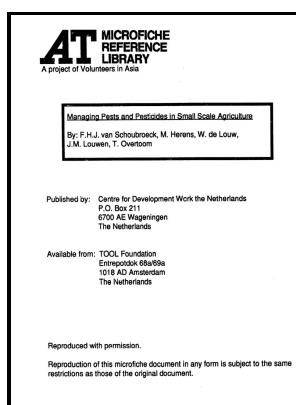 AT MICROFICHE
REFERENCE
LIBRARY
A project of Volunteers in Asia
Managing Pests and Pesticides in Small Scale Agriculture
By: F.H.J. van Schoubroeck, M. Herens, W. de Louw,
J.M. Louwen, T. Overtoom
Published by: Centre for Development Work the Netherlands
P.O. Box 211
6700 AE Wageningen
The Netherlands
Available from: TOOL Foundation
Entrepotdok 68a/69a
1018 AD Amsterdam
The Netherlands
Reproduced with permission.
Reproduction of this microfiche document in any form is subject to the same
restrictions as those of the original document.